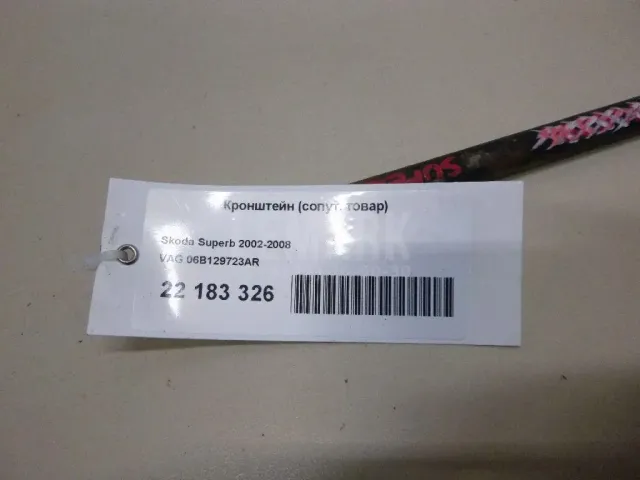 Кронштейн (сопут. товар)
Skoda Superb 2002-2008
VAG 06B129723AR
22 183 326